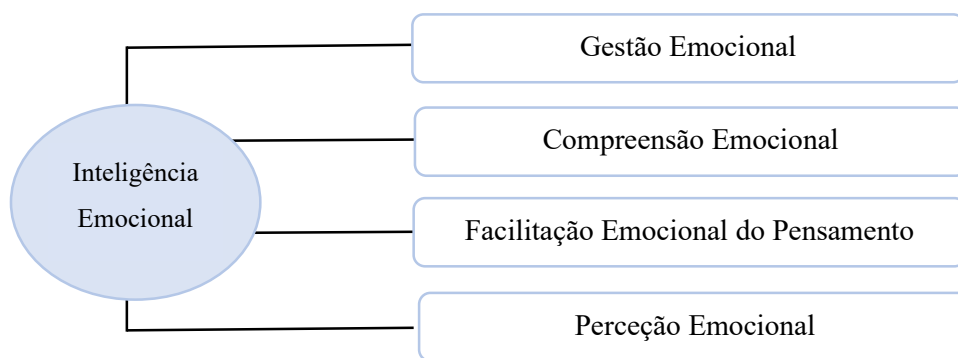 Gestão Emocional
Compreensão Emocional
Inteligência
Emocional
Facilitação Emocional do Pensamento
Perceção Emocional